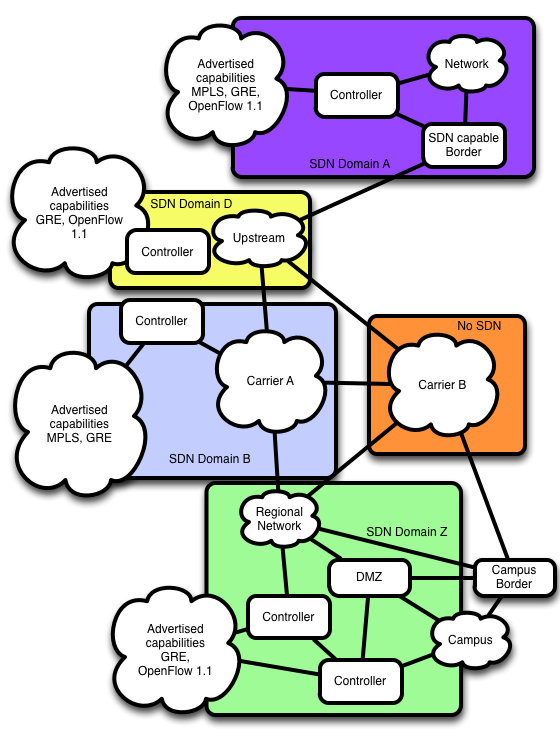 Advertised
capabilities
MPLS, GRE,
OpenFlow 1.1
Network
Controller
SDN capable
Border
SDN Domain A
Advertised
capabilities
GRE, OpenFlow
1.1
SDN Domain D
Upstream
Controller
Controller
No SDN
Carrier A
Carrier B
Advertised
capabilities
MPLS, GRE
SDN Domain B
Regional
Network
SDN Domain Z
DMZ
Campus
Border
Controller
Advertised
capabilities
GRE,
OpenFlow 1.1
Campus
Controller